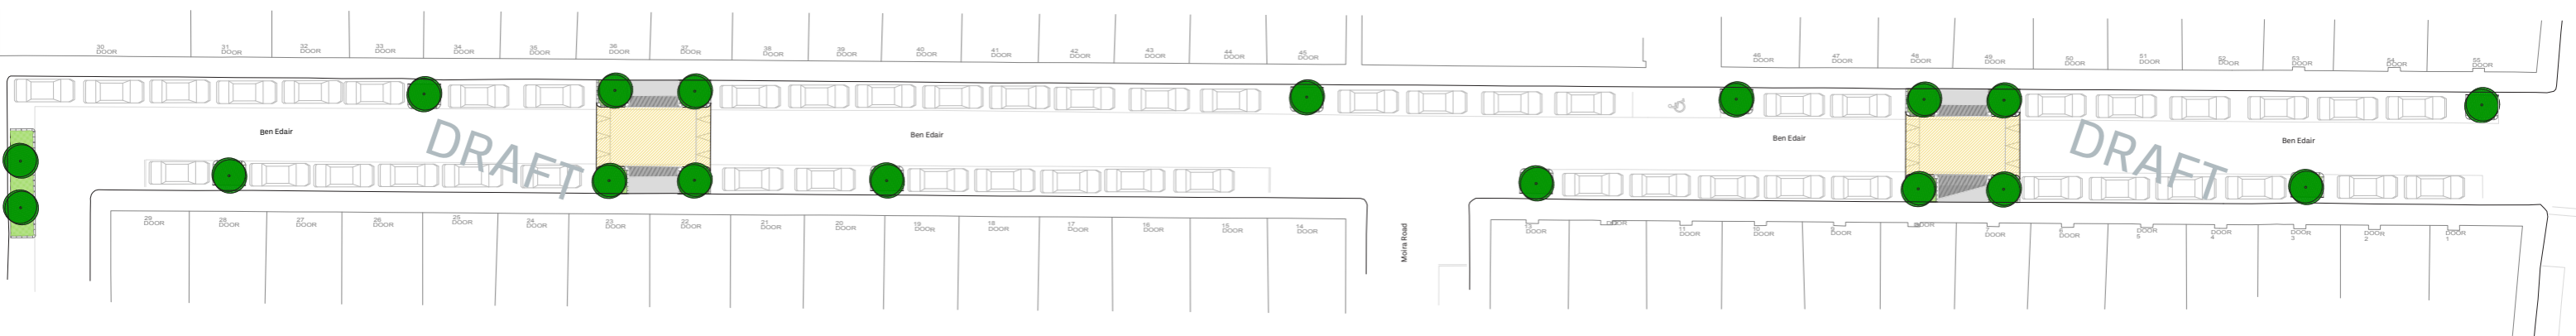 30
DOOR
31
DOOR
32
DOOR
33
DOOR
34
DOOR
35
DOOR
36
DOOR
37
DOOR
38
DOOR
39
DOOR
40
DOOR
41
DOOR
42
DOOR
43
DOOR
44
DOOR
45
DOOR
46
DOOR
47
DOOR
48
DOOR
49
DOOR
50
DOOR
51
DOOR
52
DOOR
53
DOOR
54
DOOR
55
DOOR
Ben Edair
DRAFT
Ben Edair
Ben Edair
DRAFT
Ben Edair
29
DOOR
28
DOOR
27
DOOR
26
DOOR
25
DOOR
24
DOOR
23
DOOR
22
DOOR
21
DOOR
20
DOOR
19
DOOR
18
DOOR
17
DOOR
16
DOOR
15
DOOR
14
DOOR
Moira Road
13
DOOR
DOOR
11
DOOR
10
DOOR
9
DOOR
DOOR
7
DOOR
6
DOOR
DOOR
5
DOOR
4
DOOR
3
DOOR
2
DOOR
1